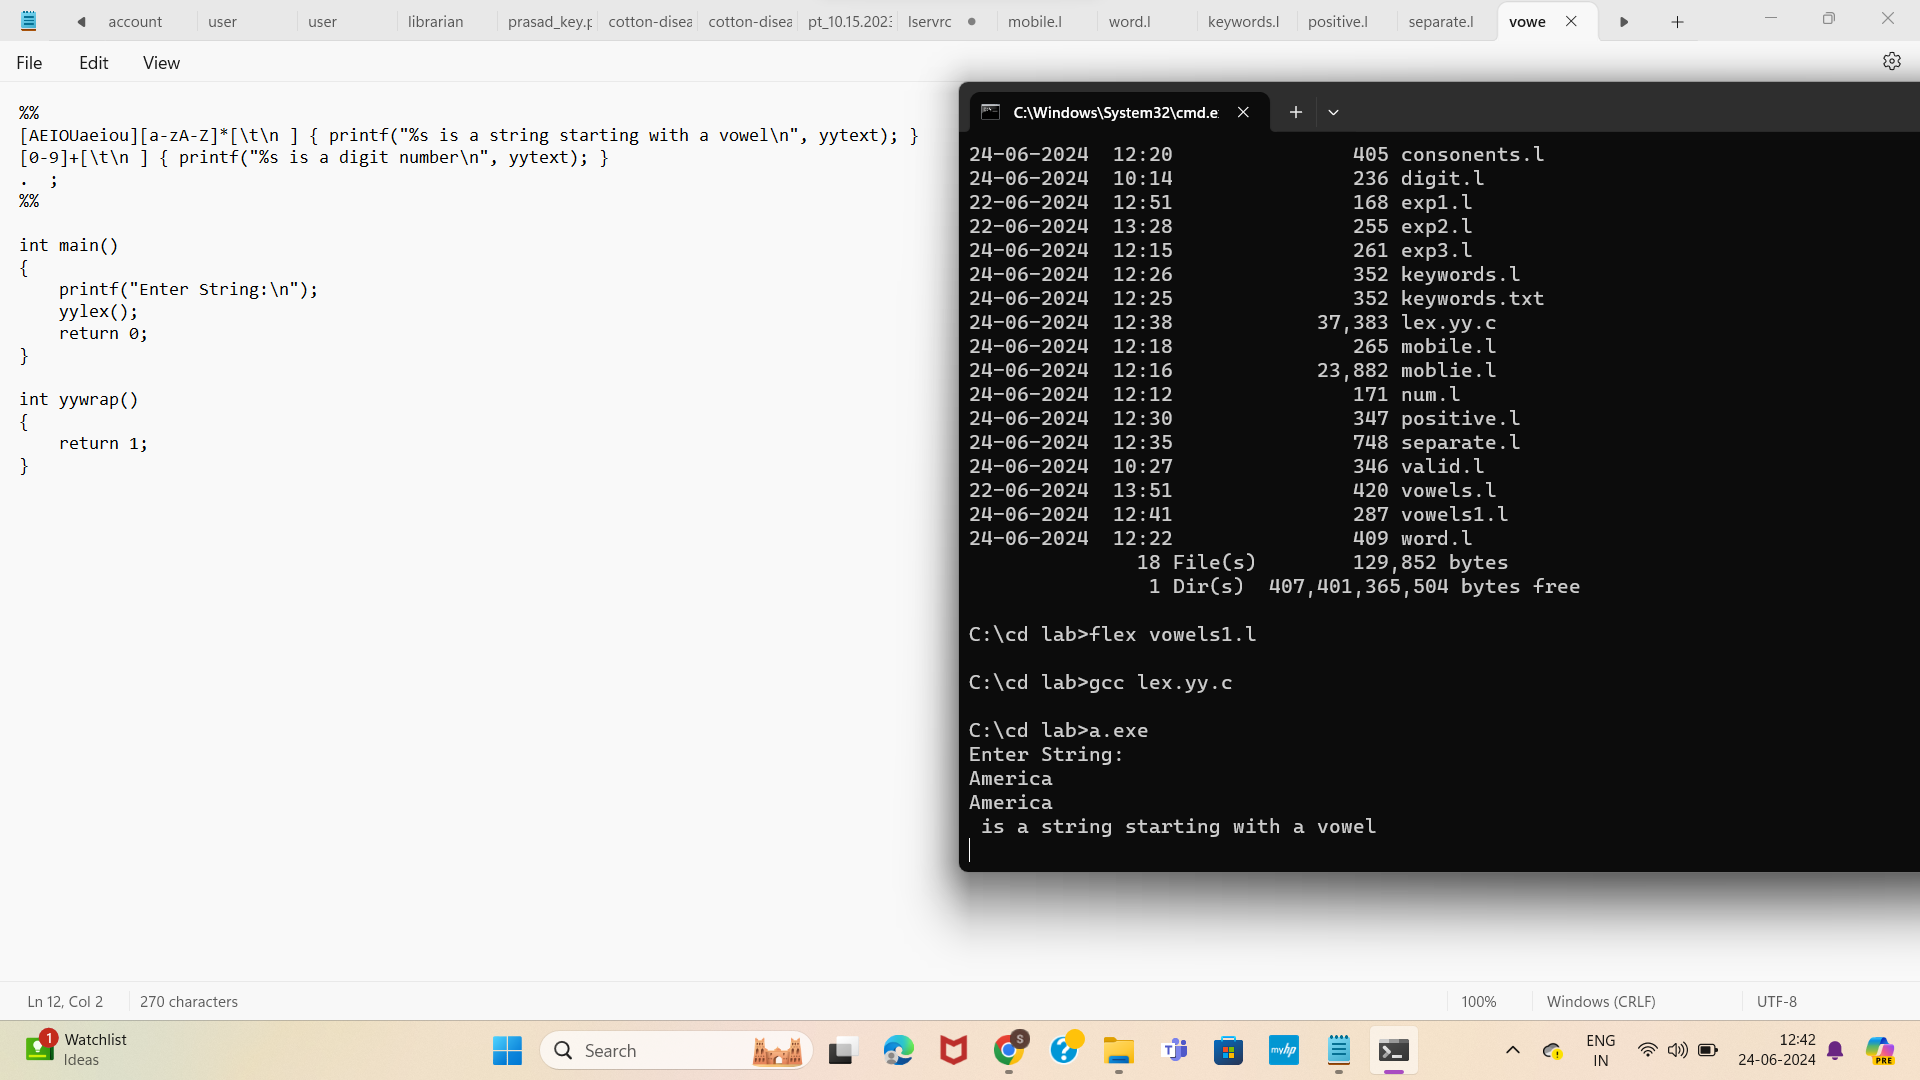 account user user librarian prasad_key.p cotton-disea cotton-disea pt_10.15.2023 lservrc mobile.l word.l keywords.l positive.l separate.l vowe
File Edit View
%%
[AEIOUaeiou][a-zA-Z]*[\t\n ] { printf("%s is a string starting with a vowel\n", yytext); }
[0-9]+[\t\n ] { printf("%s is a digit number\n", yytext); }
. ;
%%
int main()
{
printf("Enter String:\n");
yylex();
return 0;
}
int yywrap()
{
return 1;
}
C:\Windows\System32\cmd.e
24-06-2024 12:20 405 consonents.l
24-06-2024 10:14 236 digit.l
22-06-2024 12:51 168 exp1.l
22-06-2024 13:28 255 exp2.l
24-06-2024 12:15 261 exp3.l
24-06-2024 12:26 352 keywords.l
24-06-2024 12:25 352 keywords.txt
24-06-2024 12:38 37,383 lex.yy.c
24-06-2024 12:18 265 mobile.l
24-06-2024 12:16 23,882 moblie.l
24-06-2024 12:12 171 num.l
24-06-2024 12:30 347 positive.l
24-06-2024 12:35 748 separate.l
24-06-2024 10:27 346 valid.l
22-06-2024 13:51 420 vowels.l
24-06-2024 12:41 287 vowels1.l
24-06-2024 12:22 409 word.l
18 File(s) 129,852 bytes
1 Dir(s) 407,401,365,504 bytes free
C:\cd lab>flex vowels1.l
C:\cd lab>gcc lex.yy.c
C:\cd lab>a.exe
Enter String:
America
America
is a string starting with a vowel
Ln 12, Col 2 270 characters 100% Windows (CRLF) UTF-8
1 Watchlist
Ideas
Search
S
myhp
ENG
IN
12:42
24-06-2024
PRE